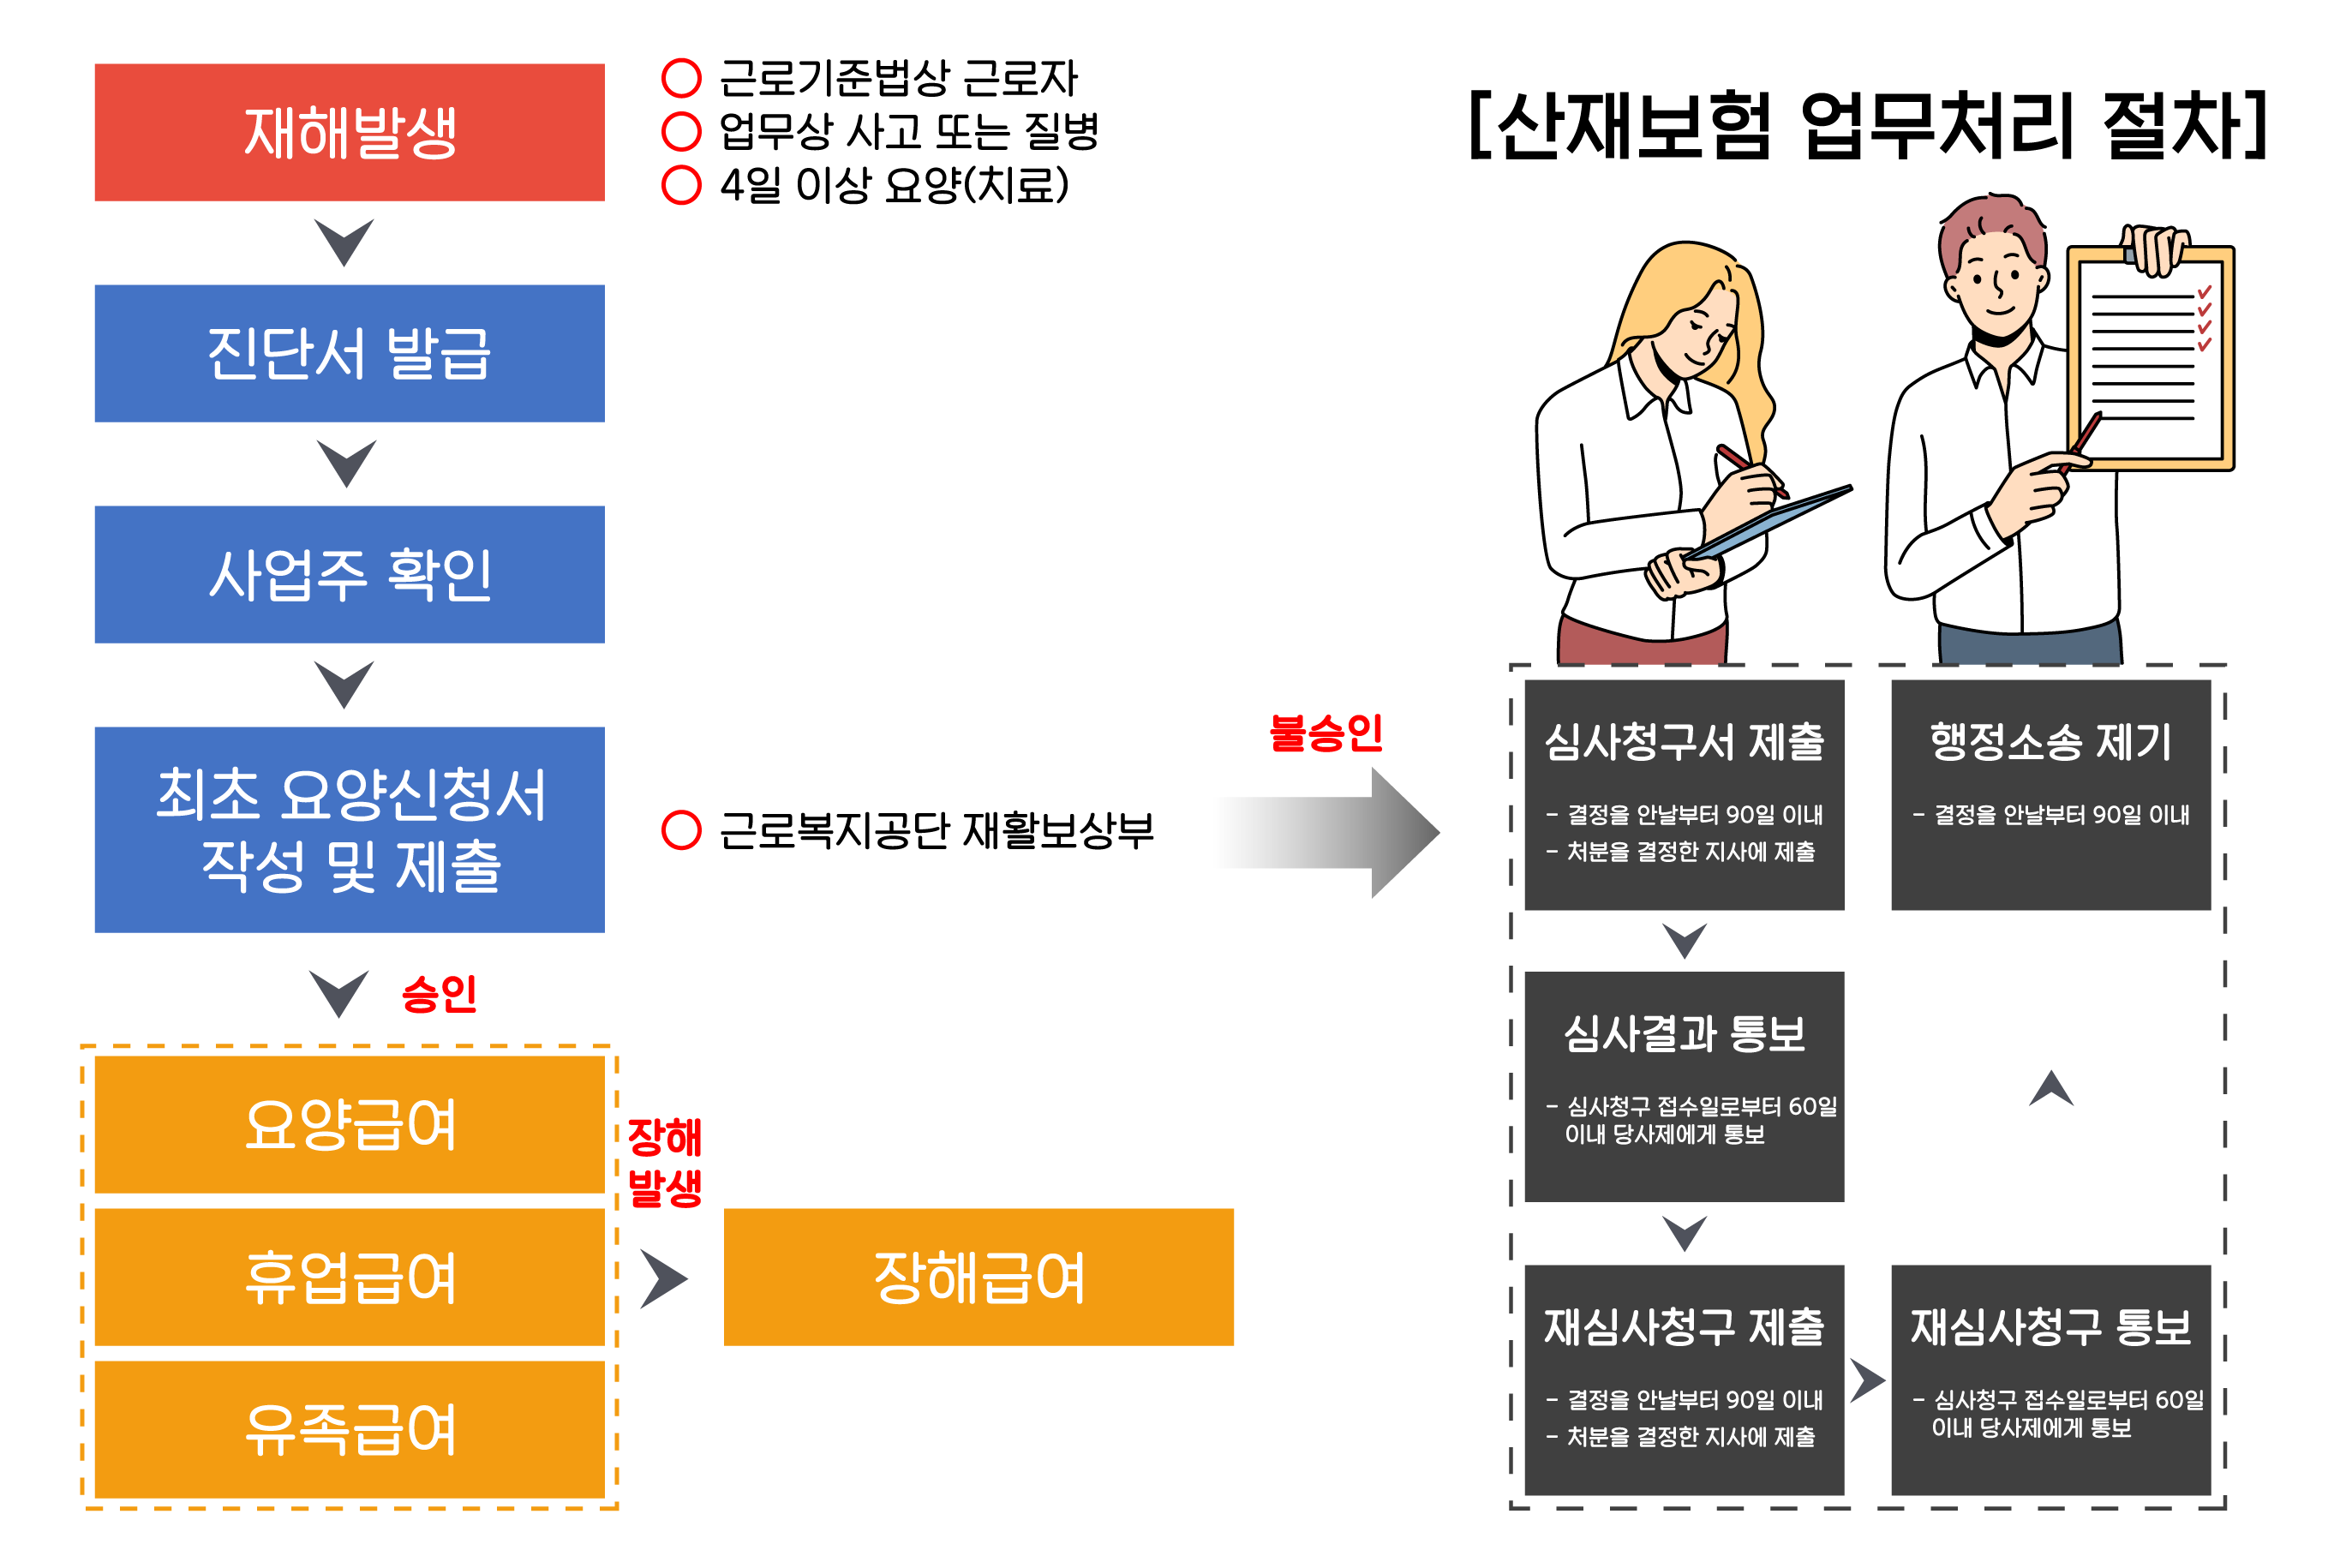 [산재보험 업무처리 절차]
재해발생
근로기준법상 근로자
업무상 사고 또는 질병
4일 이상 요양(치료)
진단서 발급
사업주 확인
최초 요양신청서
작성 및 제출
근로복지공단 재활보상부
승인
요양급여
휴업급여
유족급여
장해
발생
장해급여
불승인
심사청구서 제출
- 결정을 안날부터 90일 이내
- 처분을 결정한 지사에 제출
심사결과 통보
- 심사청구 접수일로부터 60일
이내 당사제에게 통보
재심사청구 제출
- 결정을 안날부터 90일 이내
- 처분을 결정한 지사에 제출
재심사청구 통보
- 심사청구 접수일로부터 60일
이내 당사제에게 통보
행정소송 제기
- 결정을 안날부터 90일 이내